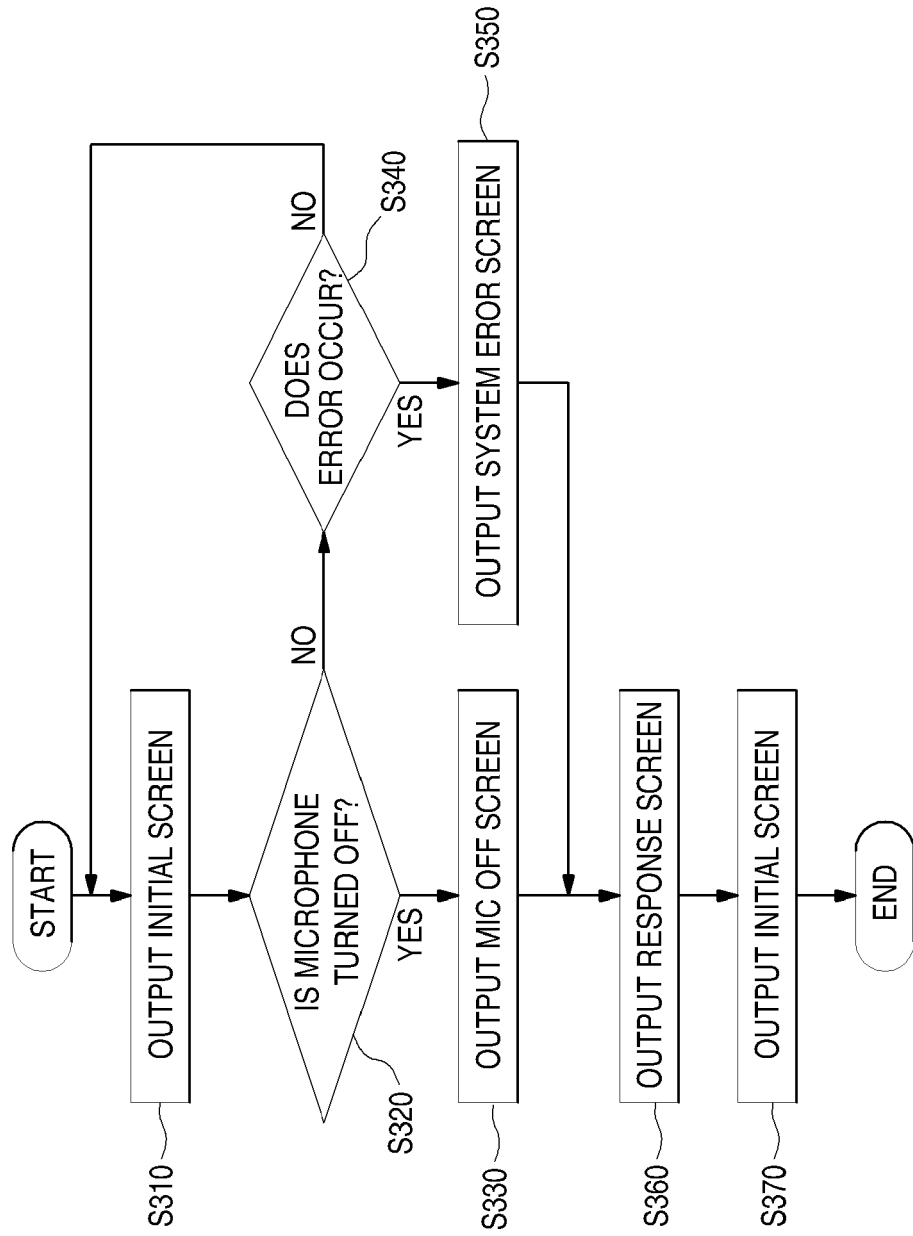 START
S310
OUTPUT INITIAL SCREEN
S320
IS MICROPHONE
TURNED OFF?
NO
YES
DOES
ERROR OCCUR?
S340
NO
YES
S330
OUTPUT MIC OFF SCREEN
OUTPUT SYSTEM EROR SCREEN
S350
S360
OUTPUT RESPONSE SCREEN
S370
OUTPUT INITIAL SCREEN
END